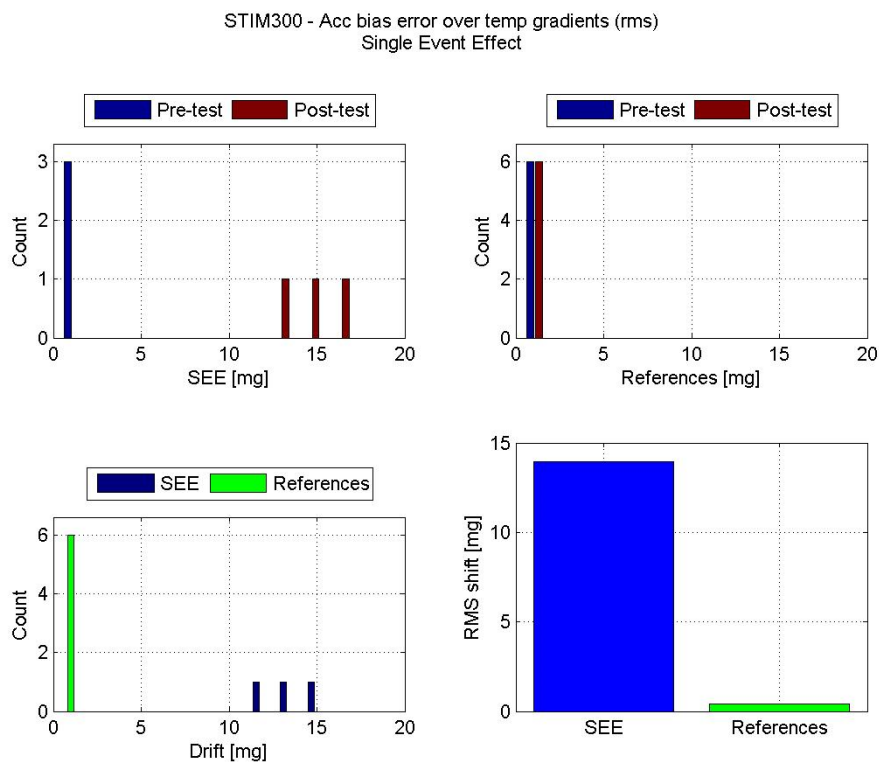 STIM300 - Acc bias error over temp gradients (rms)
Single Event Effect
Pre-test Post-test
3
2
1
0
Count
0 5 10 15 20
SEE [mg]
Pre-test Post-test
6
4
2
0
Count
0 5 10 15 20
References [mg]
SEE References
6
4
2
0
Count
0 5 10 15 20
Drift [mg]
15
10
5
0
RMS shift [mg]
SEE References